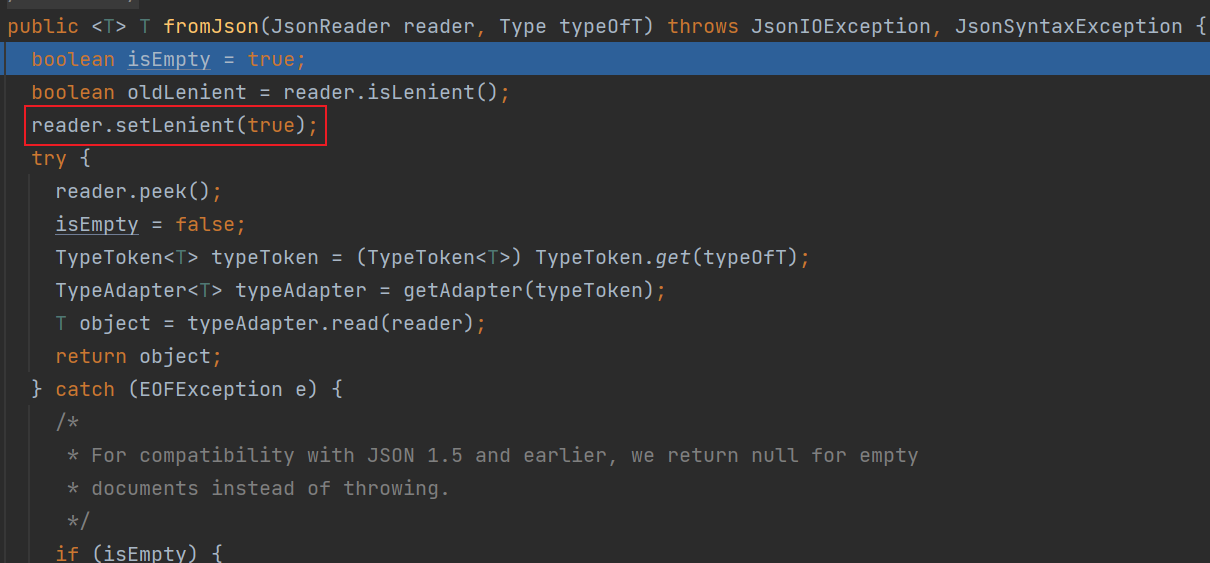 public <T> T fromJson(JsonReader reader, Type typeOfT) throws JsonIOException, JsonSyntaxException {
boolean isEmpty = true;
boolean oldLenient = reader.isLenient();
reader.setLenient(true);
try {
reader.peek();
isEmpty = false;
TypeToken<T> typeToken = (TypeToken<T>) TypeToken.get(typeOfT);
TypeAdapter<T> typeAdapter = getAdapter(typeToken);
T object = typeAdapter.read(reader);
return object;
} catch (EOFException e) {
/*
* For compatibility with JSON 1.5 and earlier, we return null for empty
* documents instead of throwing.
*/
if (isEmpty) {